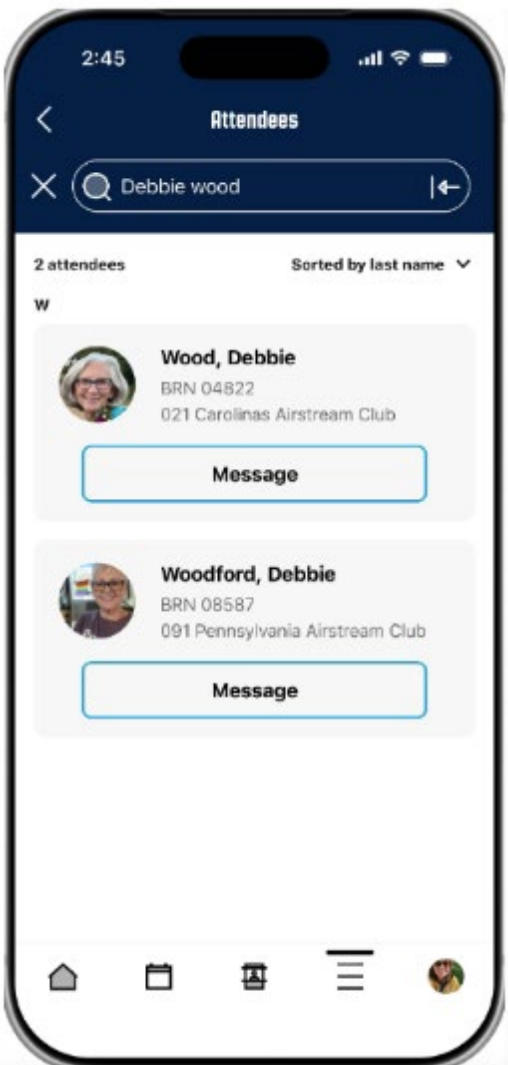 2:45
Attendees
Debbie wood
2 attendees
Sorted by last name
W
Wood, Debbie
BRN 04822
021 Carolinas Airstream Club
Message
Woodford, Debbie
BRN 08587
091 Pennsylvania Airstream Club
Message